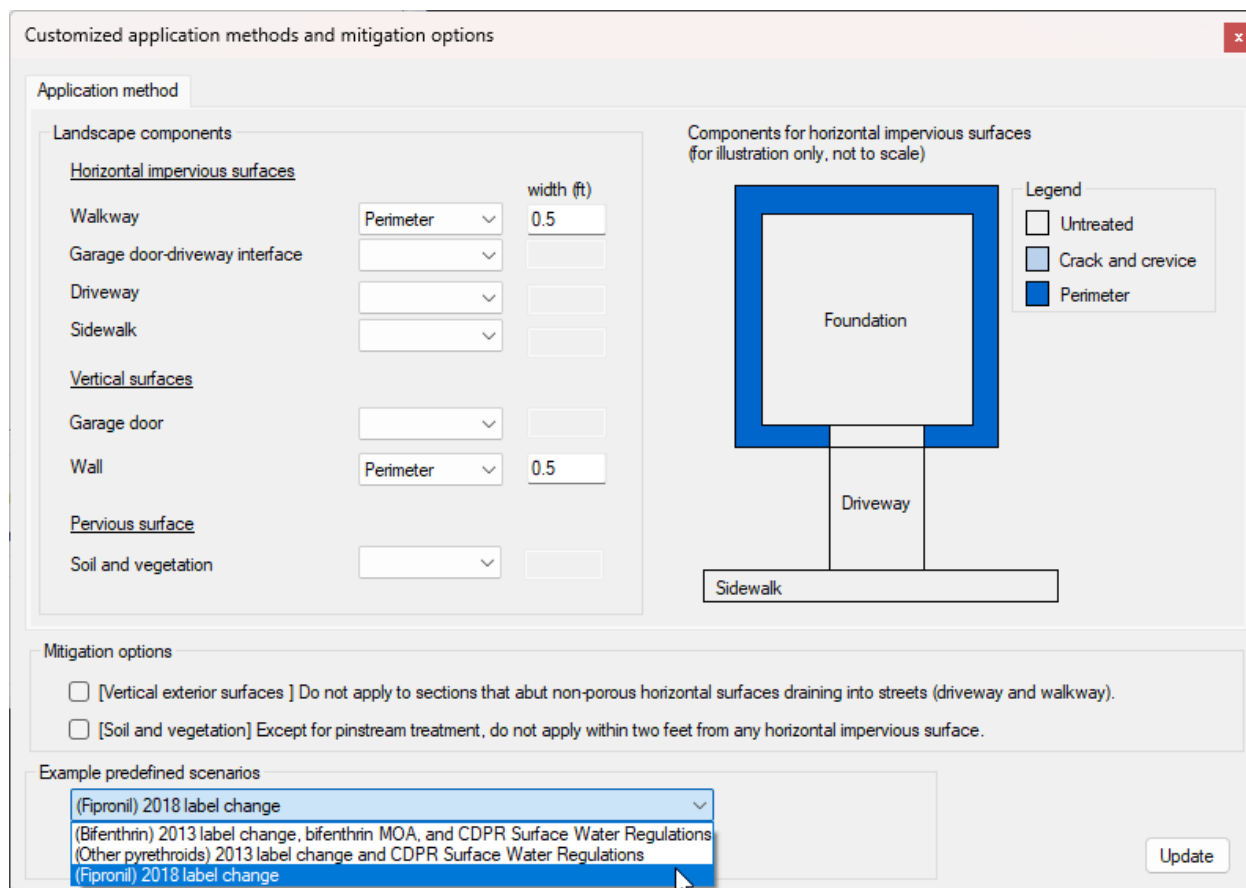 Customized application methods and mitigation options
x
Application method
Landscape components
Horizontal impervious surfaces
width (ft)
Walkway Perimeter 0.5
Garage door-driveway interface
Driveway
Sidewalk
Vertical surfaces
Garage door
Wall Perimeter 0.5
Pervious surface
Soil and vegetation
Components for horizontal impervious surfaces
(for illustration only, not to scale)
Legend
Untreated
Crack and crevice
Perimeter
Foundation
Driveway
Sidewalk
Mitigation options
[Vertical exterior surfaces ] Do not apply to sections that abut non-porous horizontal surfaces draining into streets (driveway and walkway).
[Soil and vegetation] Except for pinstream treatment, do not apply within two feet from any horizontal impervious surface.
Example predefined scenarios
(Fipronil) 2018 label change
(Bifenthrin) 2013 label change, bifenthrin MOA, and CDPR Surface Water Regulations
(Other pyrethroids) 2013 label change and CDPR Surface Water Regulations
(Fipronil) 2018 label change
Update